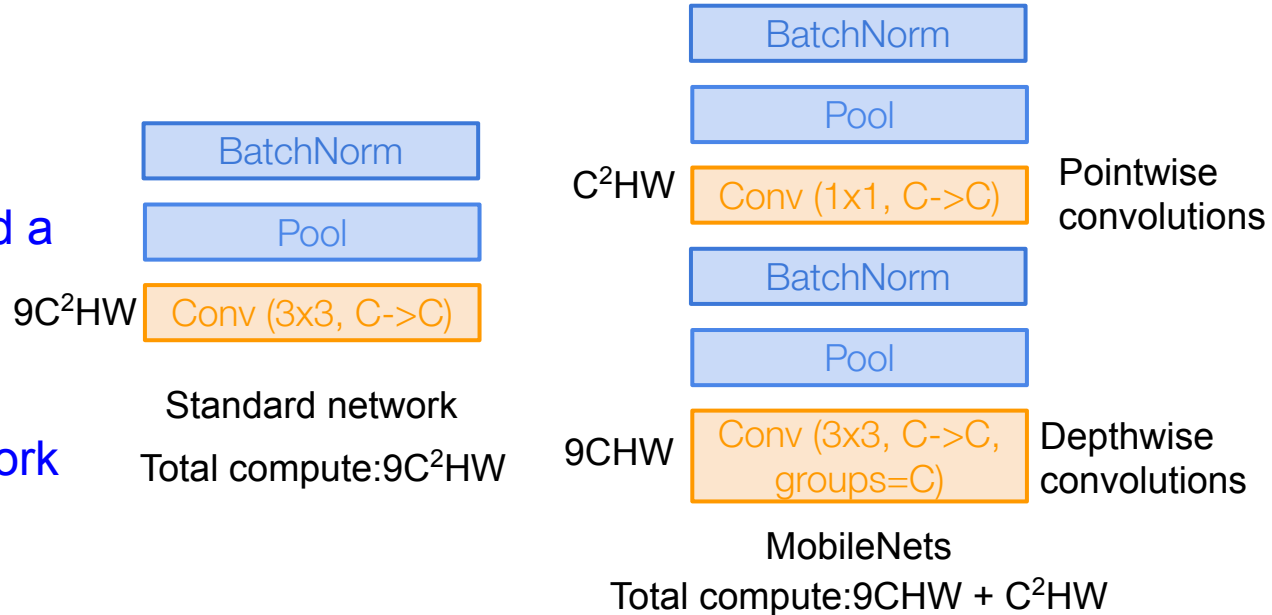 d a
ork
BatchNorm
Pool
9C²HW
Conv (3x3, C->C)
Standard network
Total compute:9C²HW
BatchNorm
Pool
C²HW
Conv (1x1, C->C)
Pointwise
convolutions
BatchNorm
Pool
9CHW
Conv (3x3, C->C,
groups=C)
Depthwise
convolutions
MobileNets
Total compute:9CHW + C²HW